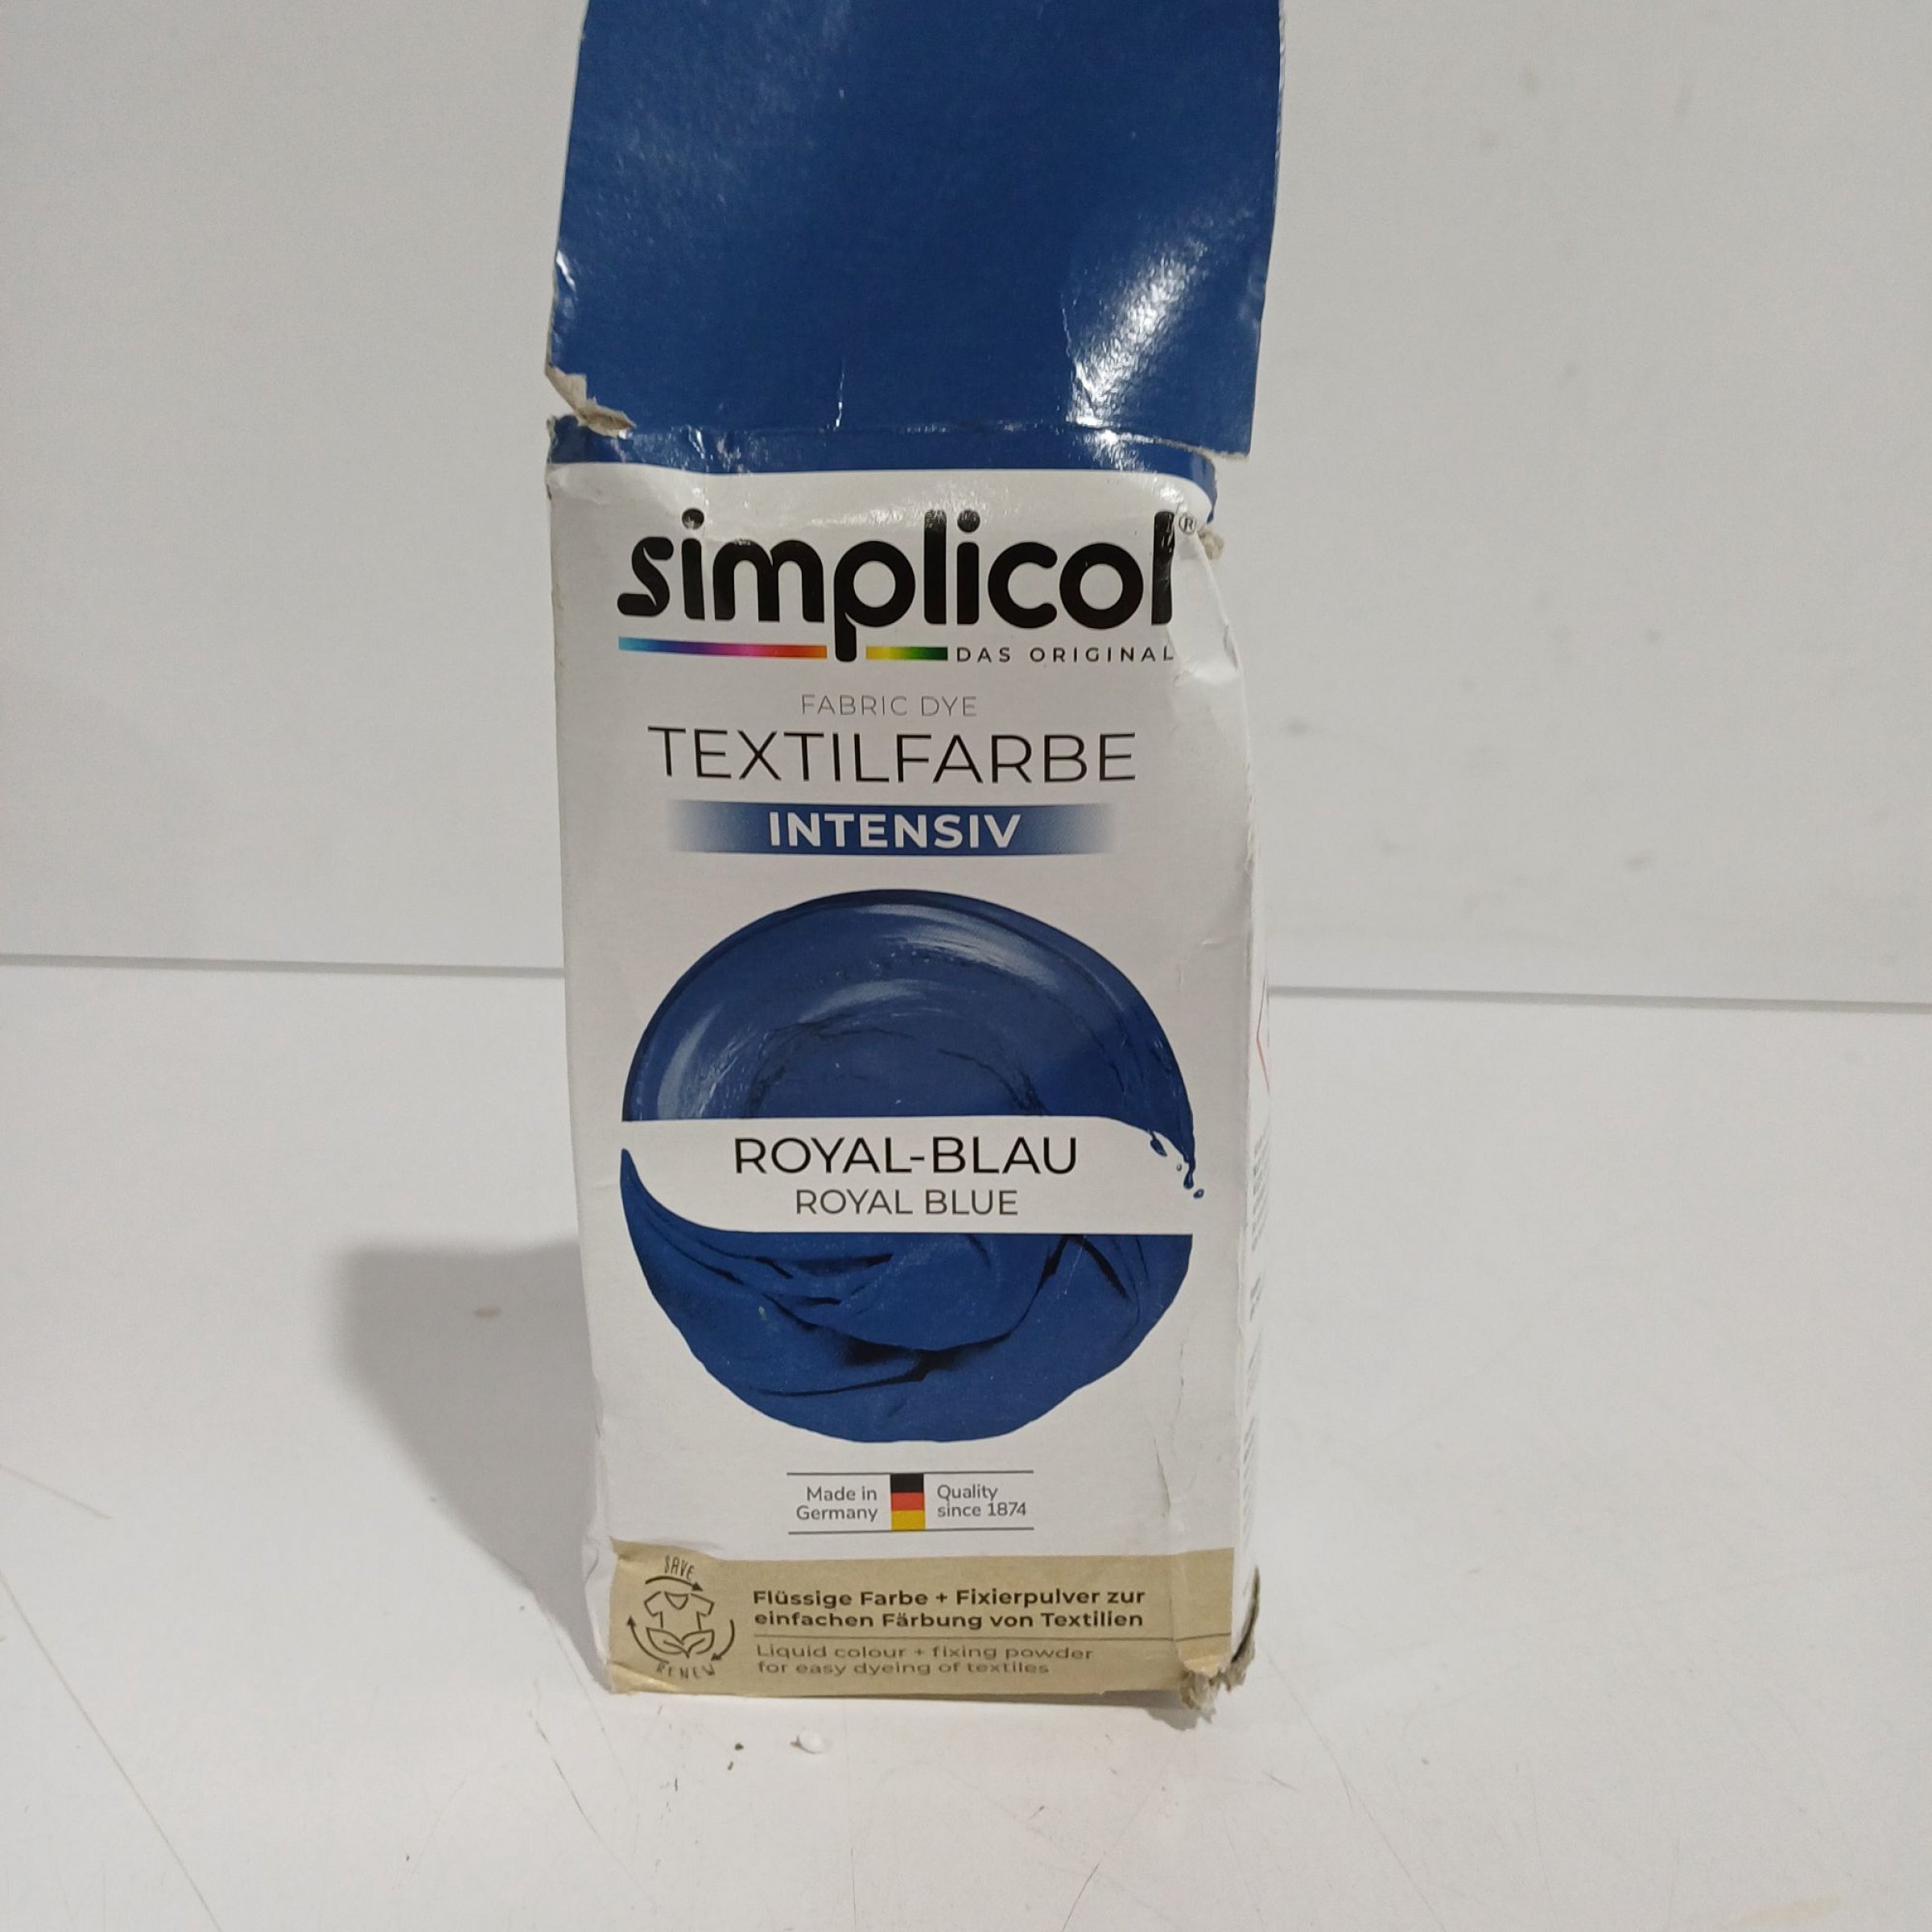 simplicol®
DAS ORIGINAL
FABRIC DYE
TEXTILFARBE
INTENSIV
ROYAL-BLAU
ROYAL BLUE
Made in
Germany
Quality
since 1874
SAVE
RENEW
Flüssige Farbe + Fixierpulver zur
einfachen Färbung von Textilien
Liquid colour + fixing powder
for easy dyeing of textiles